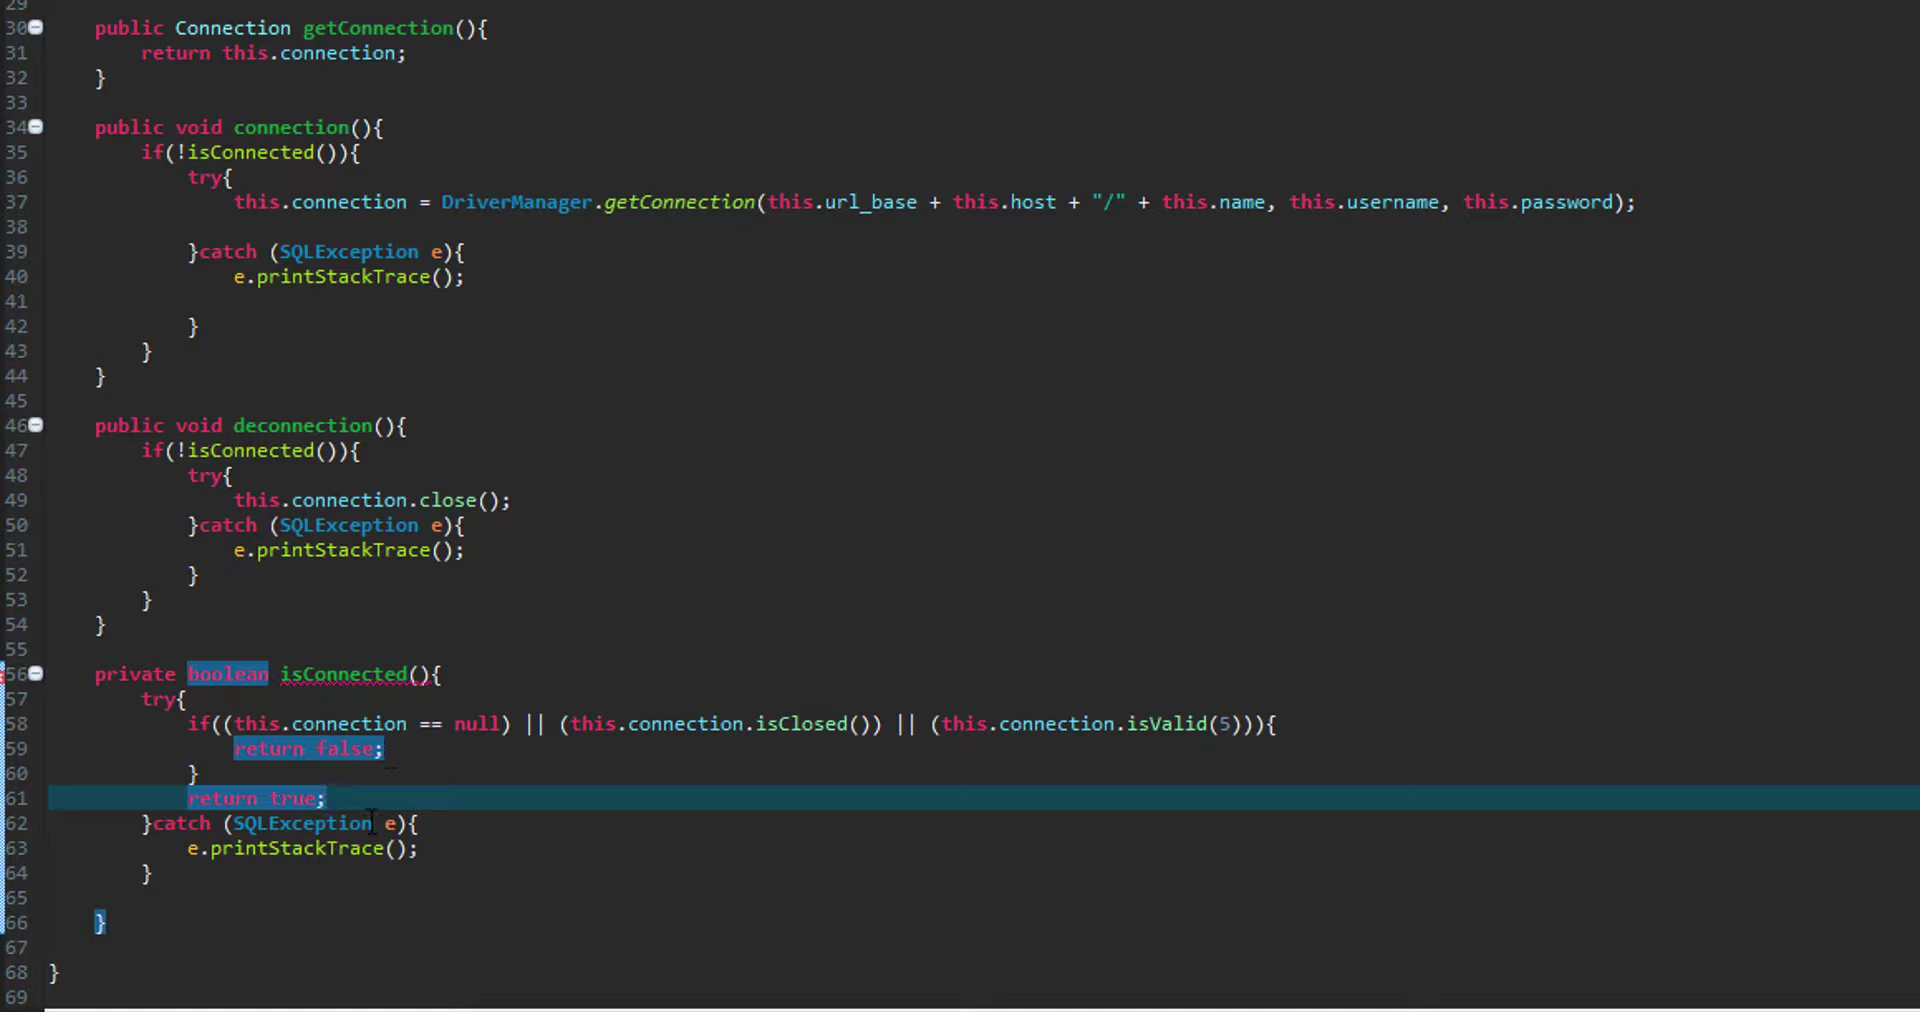 29
30 public Connection getConnection(){
31 return this.connection;
32 }
33
34 public void connection(){
35 if(!isConnected()){
36 try{
37 this.connection = DriverManager.getConnection(this.url_base + this.host + "/" + this.name, this.username, this.password);
38
39 }catch (SQLException e){
40 e.printStackTrace();
41
42 }
43 }
44 }
45
46 public void deconnection(){
47 if(!isConnected()){
48 try{
49 this.connection.close();
50 }catch (SQLException e){
51 e.printStackTrace();
52 }
53 }
54 }
55
56 private boolean isConnected(){
57 try{
58 if((this.connection == null) || (this.connection.isClosed()) || (this.connection.isValid(5))){
59 return false;
60 }
61 return true;
62 }catch (SQLException e){
63 e.printStackTrace();
64 }
65
66 }
67
68 }
69